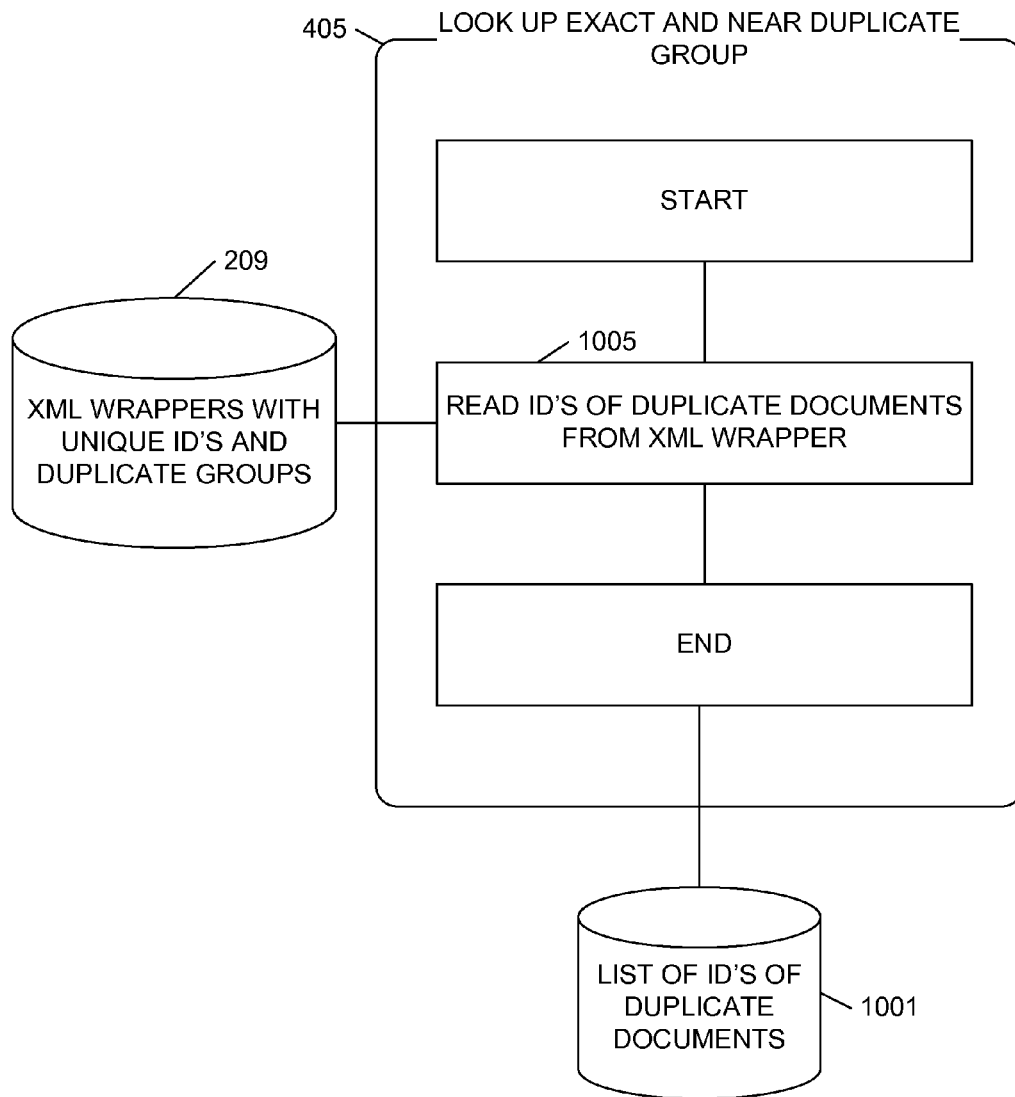 405
LOOK UP EXACT AND NEAR DUPLICATE
GROUP
START
209
XML WRAPPERS WITH
UNIQUE ID'S AND
DUPLICATE GROUPS
1005
READ ID'S OF DUPLICATE DOCUMENTS
FROM XML WRAPPER
END
LIST OF ID'S OF
DUPLICATE
DOCUMENTS
1001